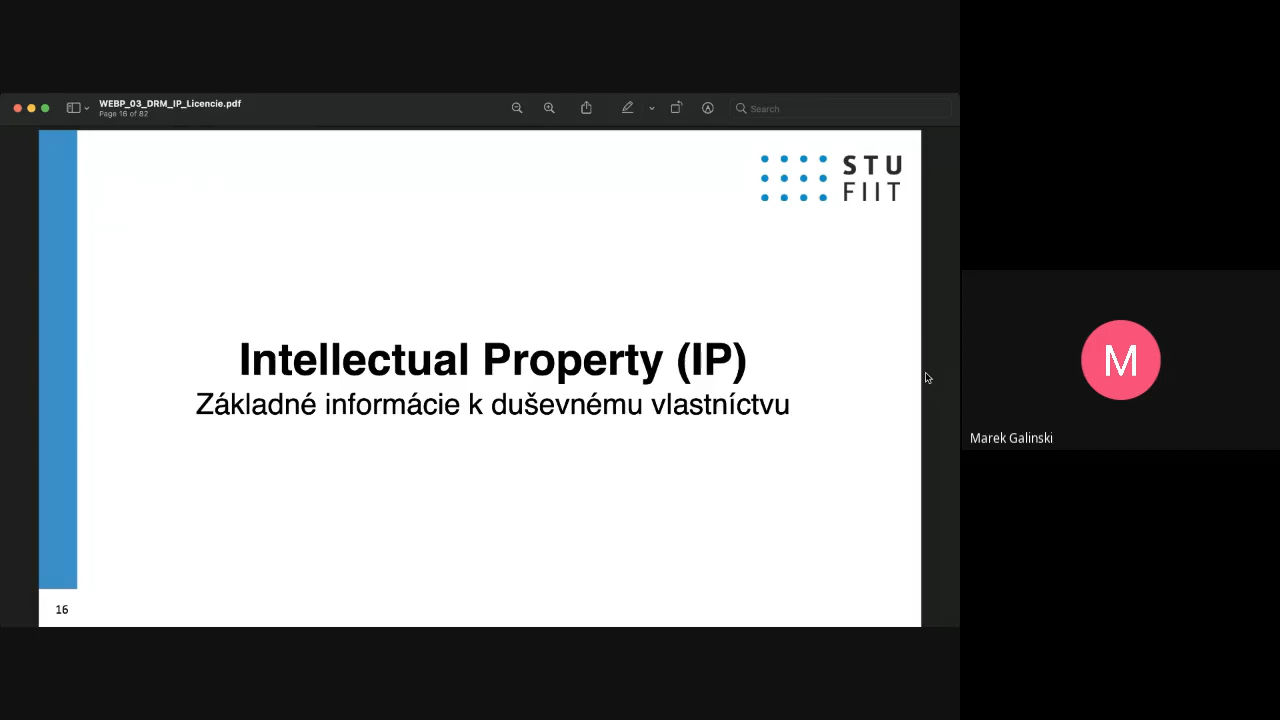 WEBP_03_DRM_IP_Licencie.pdf
Page 16 of 82
Search
STU
FIIT
Intellectual Property (IP)
Základné informácie k duševnému vlastníctvu
16
M
Marek Galinski